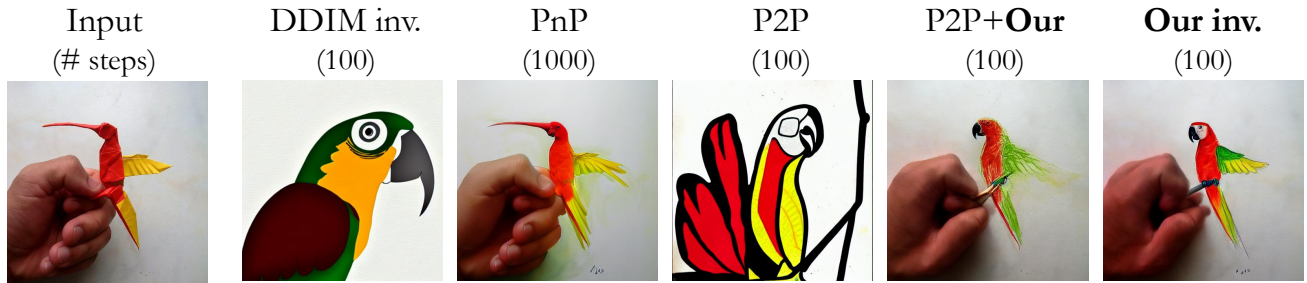 Input
(# steps)
DDIM inv.
(100)
PnP
(1000)
P2P
(100)
P2P+Our
(100)
Our inv.
(100)